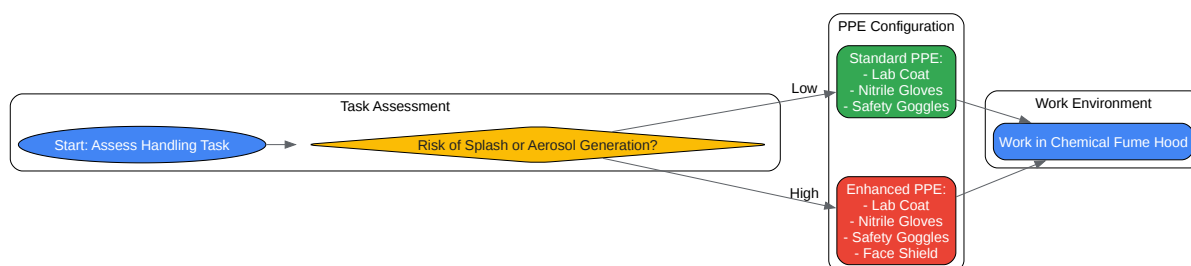 Task Assessment
Start: Assess Handling Task
Risk of Splash or Aerosol Generation?
Low
High
PPE Configuration
Standard PPE:
- Lab Coat
- Nitrile Gloves
- Safety Goggles
Enhanced PPE:
- Lab Coat
- Nitrile Gloves
- Safety Goggles
- Face Shield
Work Environment
Work in Chemical Fume Hood